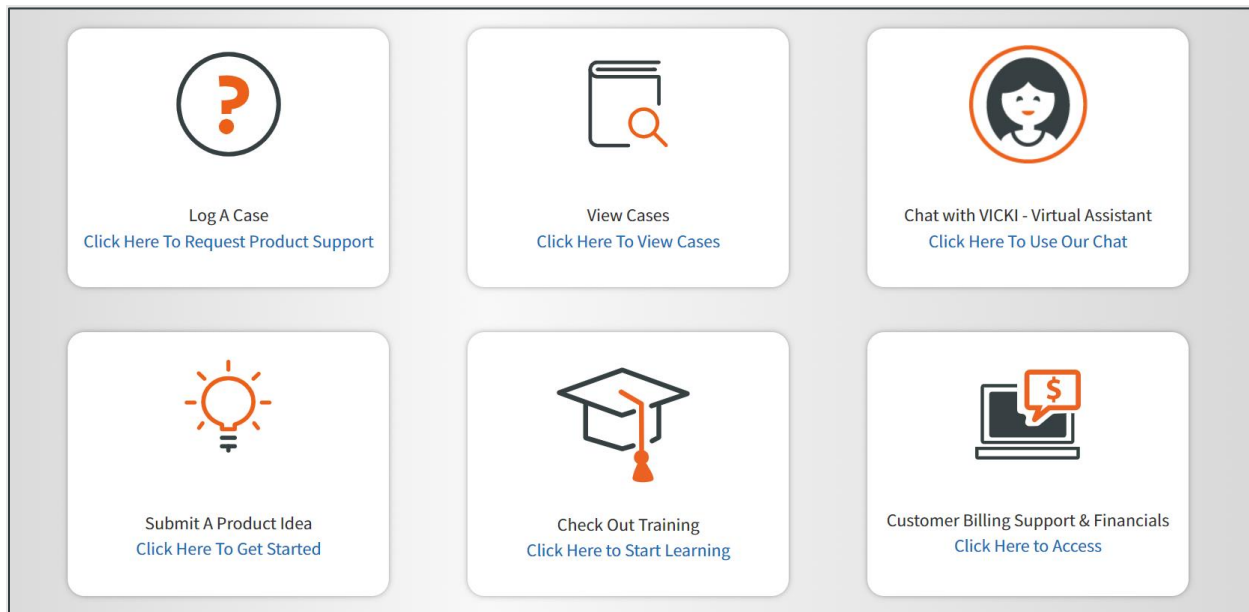 ?
Log A Case
Click Here To Request Product Support
View Cases
Click Here To View Cases
Chat with VICKI - Virtual Assistant
Click Here To Use Our Chat
Submit A Product Idea
Click Here To Get Started
Check Out Training
Click Here to Start Learning
$
Customer Billing Support & Financials
Click Here to Access